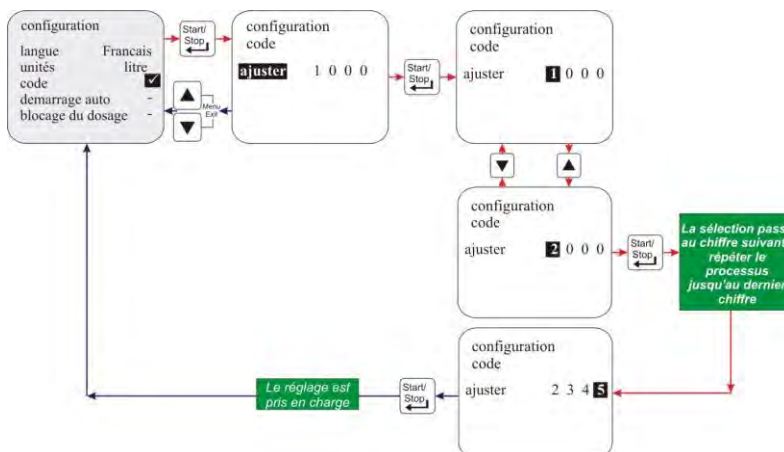 configuration
langue Francais
unités litre
code
demarrage auto -
blocage du dosage -
Start/
Stop
Menu
Exit
configuration
code
ajuster 1 0 0 0
Start/
Stop
configuration
code
ajuster 1 0 0 0
configuration
code
ajuster 2 0 0 0
Start/
Stop
La sélection pass
au chiffre suivant
répéter le
processus
jusqu'au dernier
chiffre
configuration
code
ajuster 2 3 4 5
Start/
Stop
Le réglage est
pris en charge